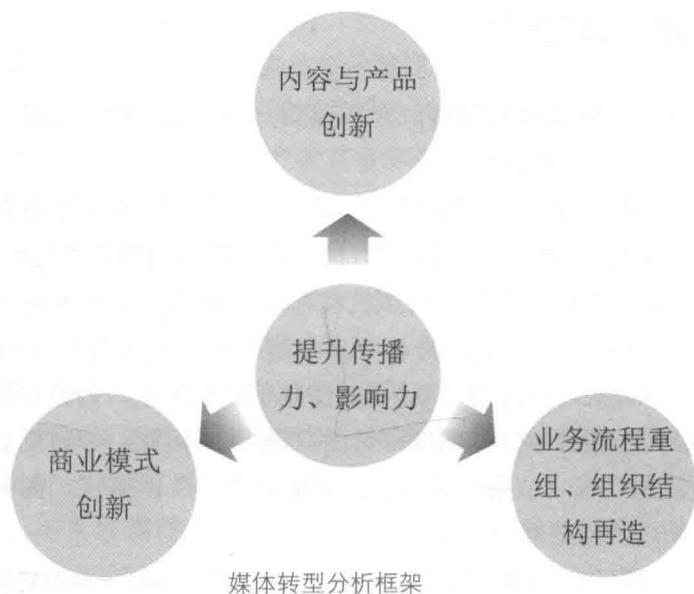 内容与产品
创新
提升传播
力、影响力
商业模式
创新
业务流程重
组、组织结
构再造
媒体转型分析框架